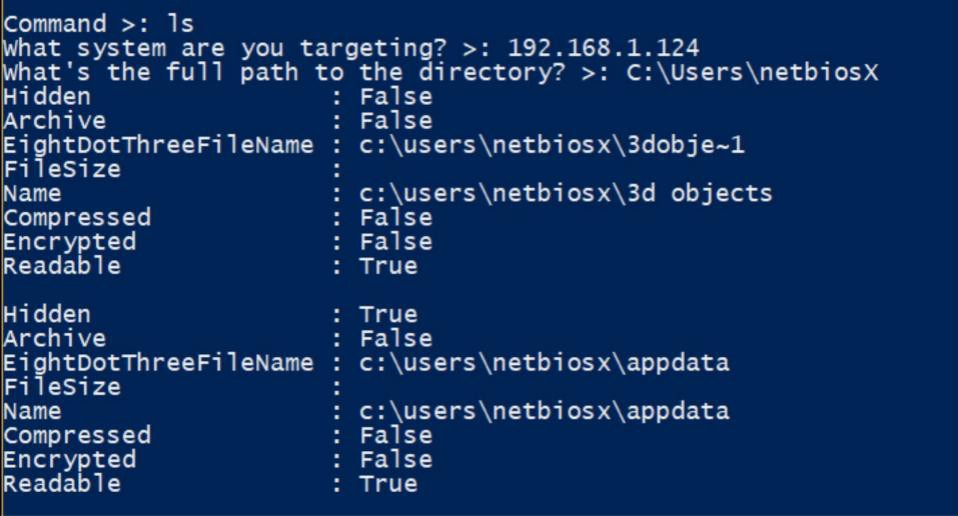 Command >: ls
What system are you targeting? >: 192.168.1.124
What's the full path to the directory? >: C:\Users\netbiosX
Hidden : False
Archive : False
EightDotThreeFileName : c:\users\netbiosx\3dobje~1
FileSize :
Name : c:\users\netbiosx\3d objects
Compressed : False
Encrypted : False
Readable : True

Hidden : True
Archive : False
EightDotThreeFileName : c:\users\netbiosx\appdata
FileSize :
Name : c:\users\netbiosx\appdata
Compressed : False
Encrypted : False
Readable : True